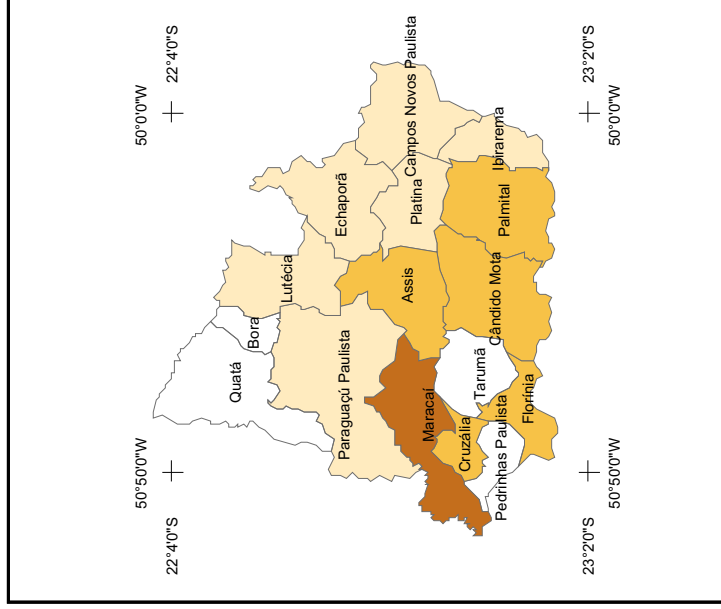 50°50'0"W
50°0'0"W
22°4'0"S
22°4'0"S
Quatá
Bora
Lutécia
Echaporã
Paraguaçú Paulista
Assis
Platina
Campos Novos Paulista
Maracaí
Cruzália
Tarumã
Cândido Mota
Palmital
Ibirarema
Pedrinhas Paulista
Florínia
23°2'0"S
23°2'0"S
50°50'0"W
50°0'0"W